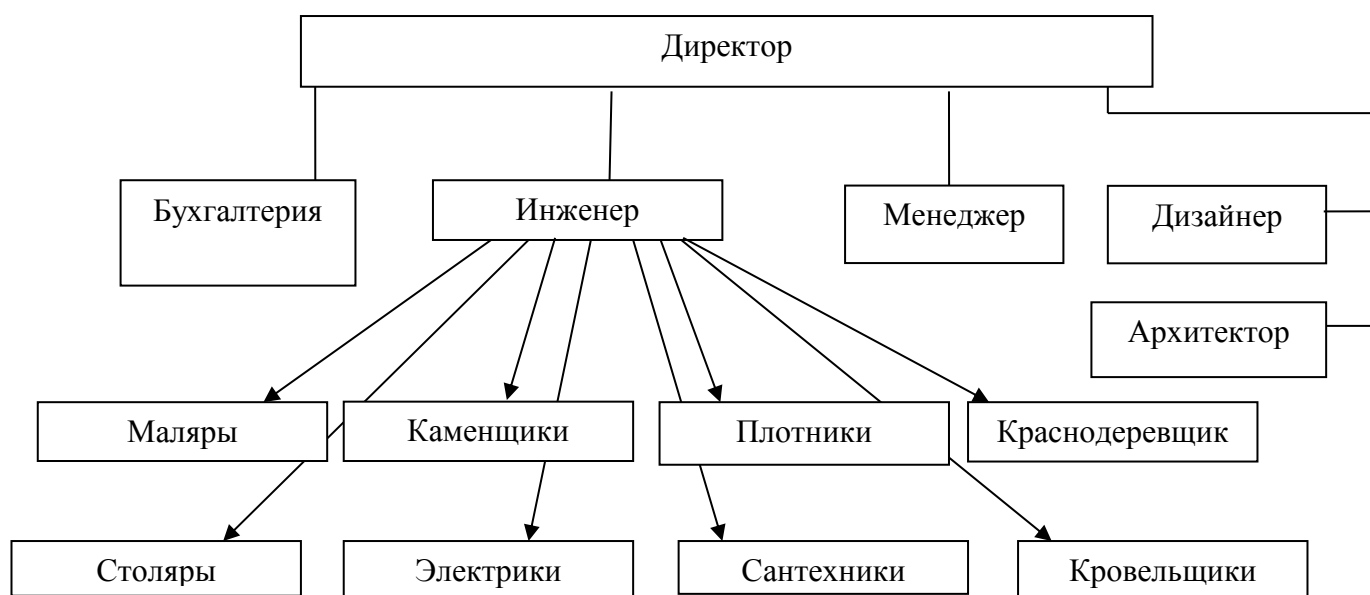 Директор
Бухгалтерия
Инженер
Менеджер
Дизайнер
Архитектор
Маляры
Каменщики
Плотники
Краснодеревщик
Столяры
Электрики
Сантехники
Кровельщики